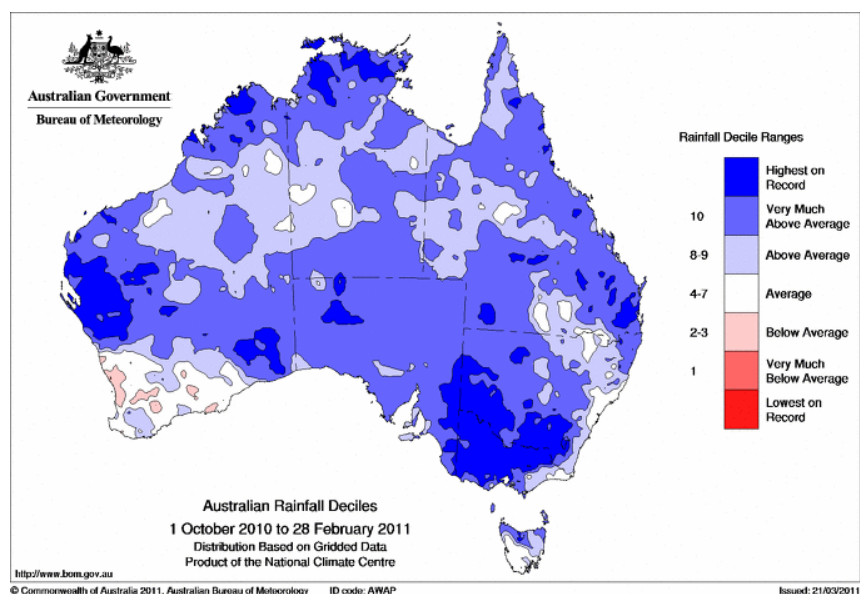 Australian Government
Bureau of Meteorology
Rainfall Decile Ranges
Highest on
Record
10
Very Much
Above Average
8-9
Above Average
4-7
Average
2-3
Below Average
1
Very Much
Below Average
Lowest on
Record
Australian Rainfall Deciles
1 October 2010 to 28 February 2011
Distribution Based on Gridded Data
Product of the National Climate Centre
http://www.bom.gov.au
© Commonwealth of Australia 2011, Australian Bureau of Meteorology ID code: AWAP Issued: 21/03/2011